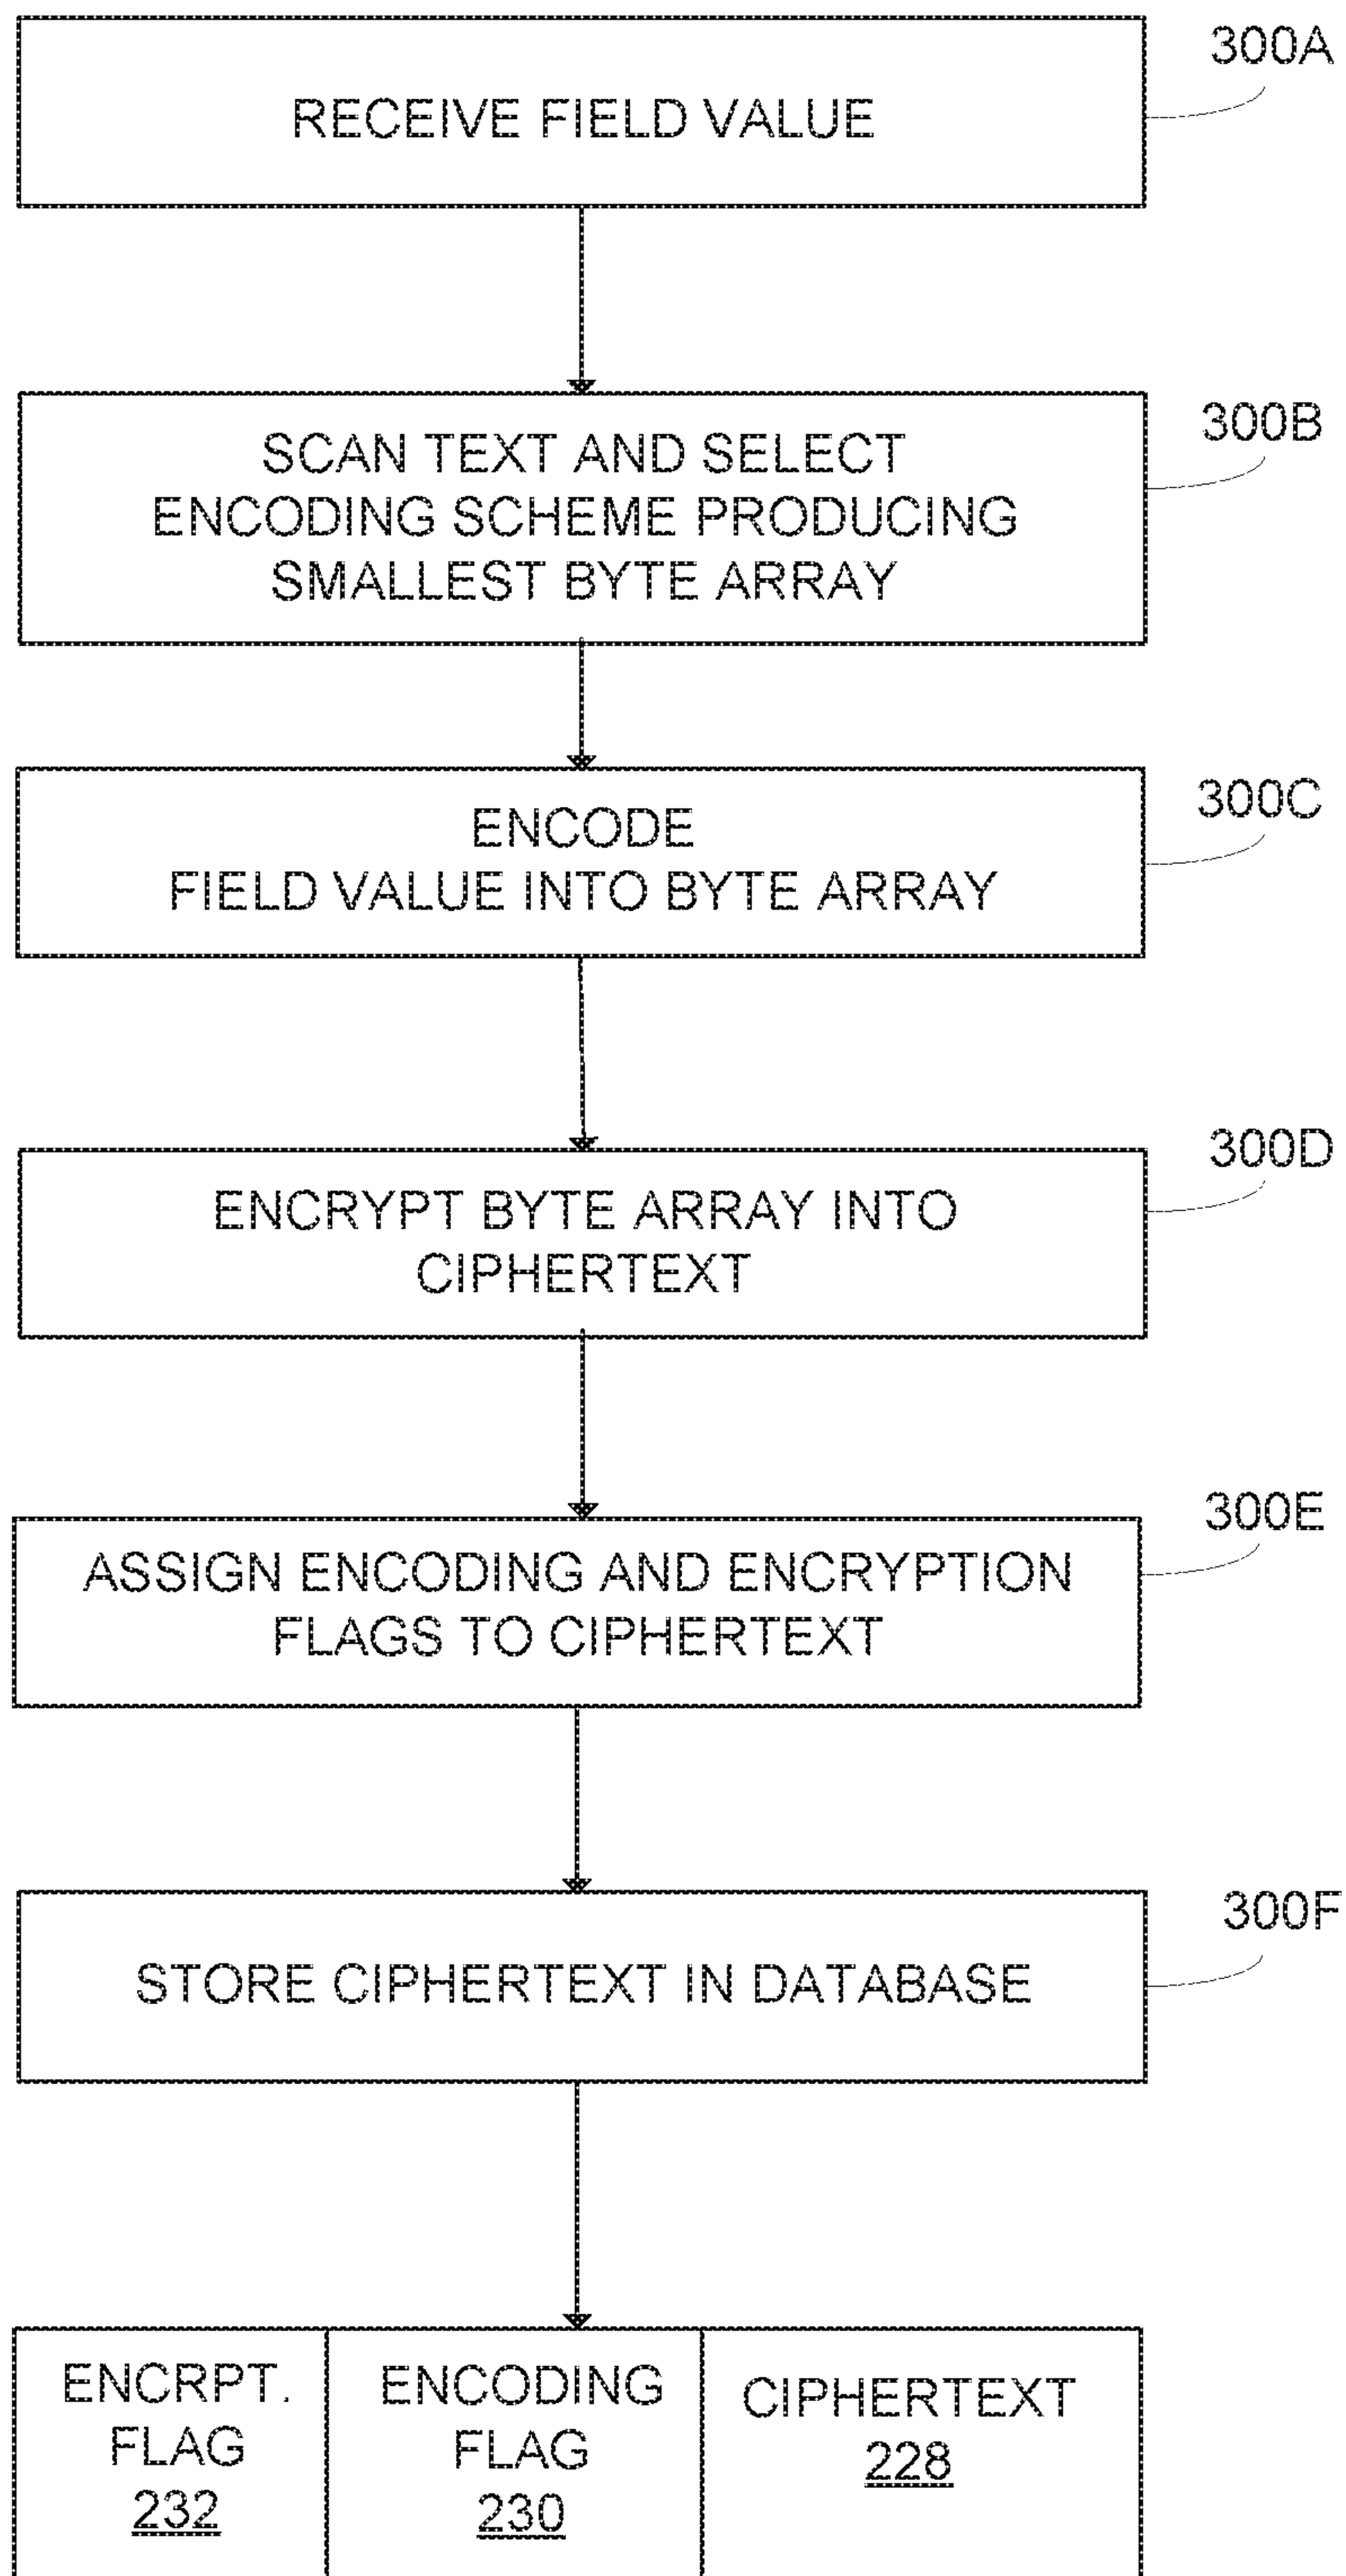 300A
RECEIVE FIELD VALUE
300B
SCAN TEXT AND SELECT
ENCODING SCHEME PRODUCING
SMALLEST BYTE ARRAY
300C
ENCODE
FIELD VALUE INTO BYTE ARRAY
300D
ENCRYPT BYTE ARRAY INTO
CIPHERTEXT
300E
ASSIGN ENCODING AND ENCRYPTION
FLAGS TO CIPHERTEXT
300F
STORE CIPHERTEXT IN DATABASE
ENCRPT.
FLAG
232
ENCODING
FLAG
230
CIPHERTEXT
228